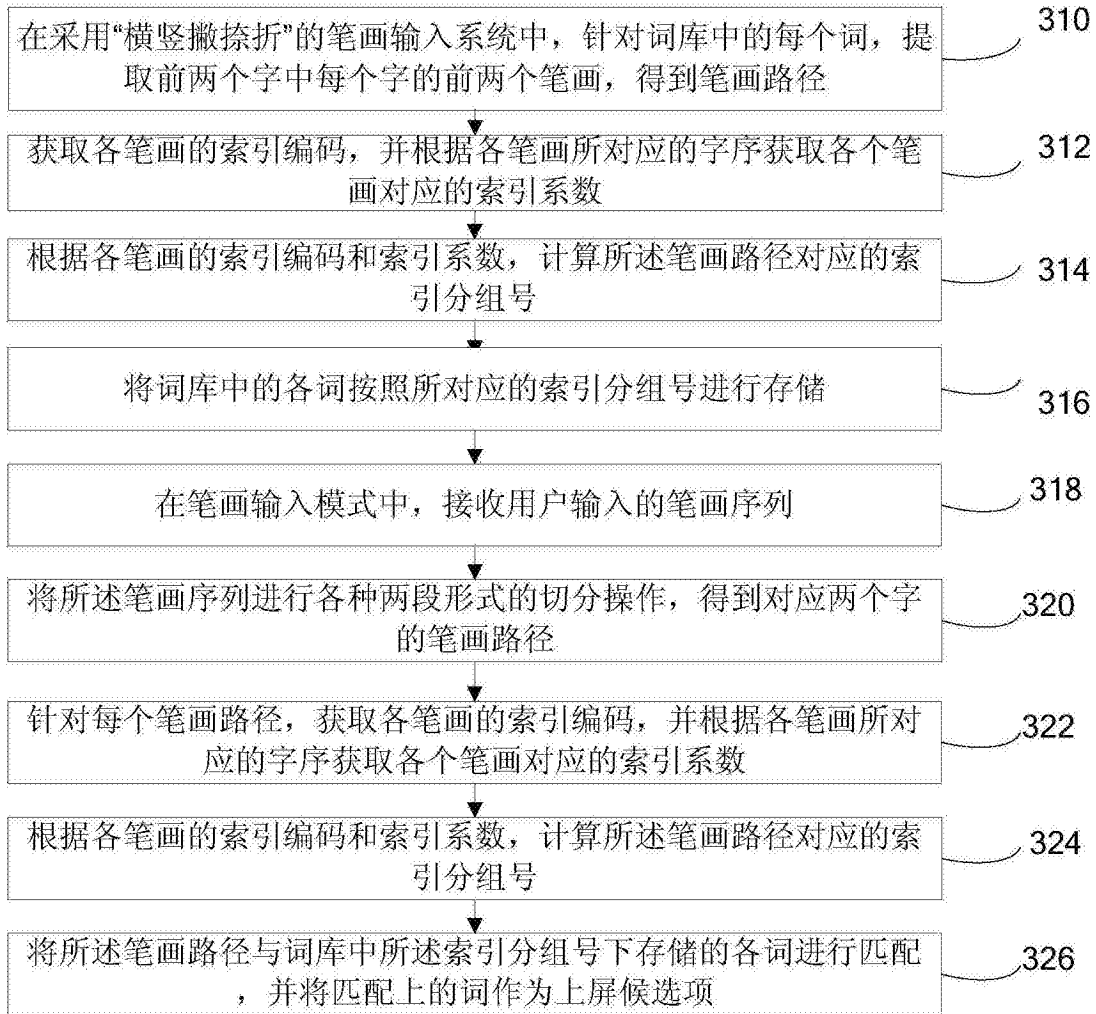 在采用“横竖撇捺折”的笔画输入系统中，针对词库中的每个词，提
取前两个字中每个字的前两个笔画，得到笔画路径
310
获取各笔画的索引编码，并根据各笔画所对应的字序获取各个笔
画对应的索引系数
312
根据各笔画的索引编码和索引系数，计算所述笔画路径对应的索
引分组号
314
将词库中的各词按照所对应的索引分组号进行存储
316
在笔画输入模式中，接收用户输入的笔画序列
318
将所述笔画序列进行各种两段形式的切分操作，得到对应两个字
的笔画路径
320
针对每个笔画路径，获取各笔画的索引编码，并根据各笔画所对
应的字序获取各个笔画对应的索引系数
322
根据各笔画的索引编码和索引系数，计算所述笔画路径对应的索
引分组号
324
将所述笔画路径与词库中所述索引分组号下存储的各词进行匹配
，并将匹配上的词作为上屏候选项
326